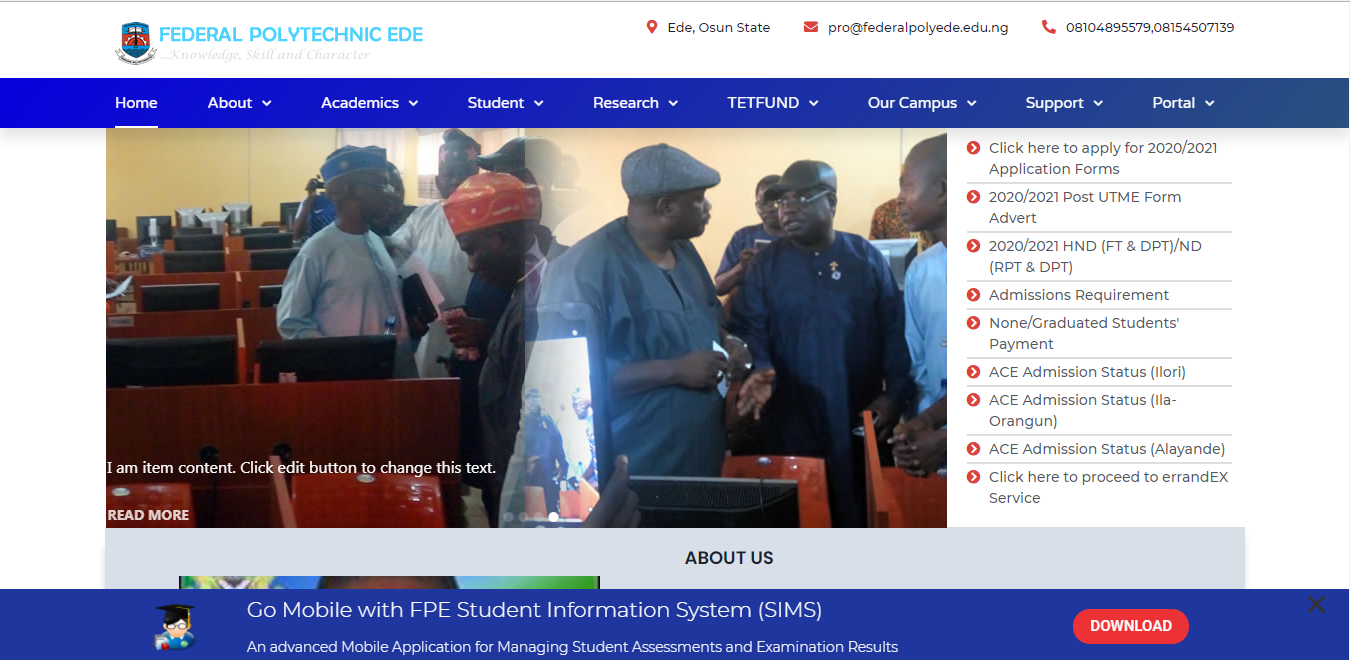 FEDERAL POLYTECHNIC EDE
...Knowledge, Skill and Character
Ede, Osun State
pro@federalpolyede.edu.ng
08104895579,08154507139
Home
About
Academics
Student
Research
TETFUND
Our Campus
Support
Portal
I am item content. Click edit button to change this text.
READ MORE
Click here to apply for 2020/2021
Application Forms
2020/2021 Post UTME Form
Advert
2020/2021 HND (FT & DPT)/ND
(RPT & DPT)
Admissions Requirement
None/Graduated Students'
Payment
ACE Admission Status (Ilori)
ACE Admission Status (Ila-
Orangun)
ACE Admission Status (Alayande)
Click here to proceed to errandEX
Service
ABOUT US
Go Mobile with FPE Student Information System (SIMS)
An advanced Mobile Application for Managing Student Assessments and Examination Results
DOWNLOAD